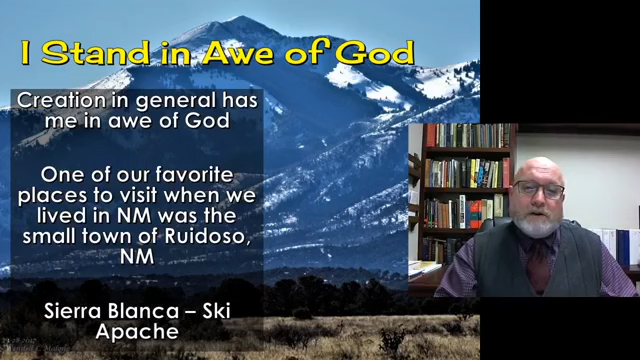 I Stand in Awe of God
Creation in general has
me in awe of God
One of our favorite
places to visit when we
lived in NM was the
small town of Ruidoso,
NM
Sierra Blanca – Ski
Apache